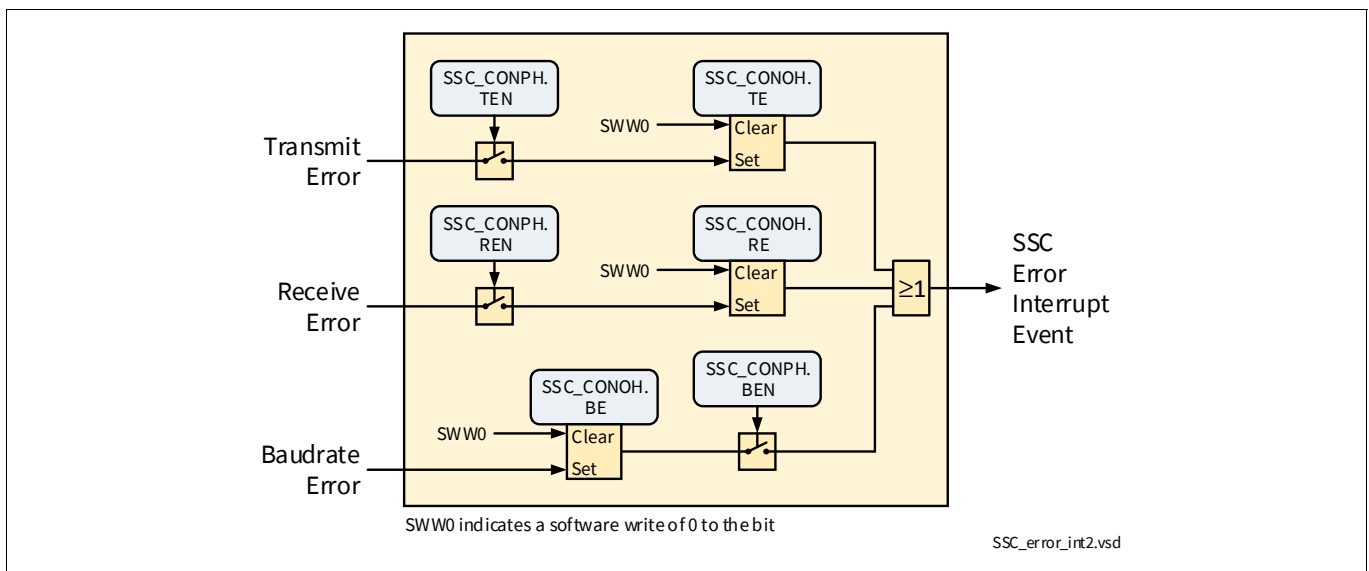 SSC_CONPH.
TEN
SSC_CONOH.
TE
SWW0
Clear
Set
Transmit
Error
SSC_CONPH.
REN
SSC_CONOH.
RE
SWW0
Clear
Set
Receive
Error
≥1
SSC
Error
Interrupt
Event
SSC_CONPH.
BEN
SSC_CONOH.
BE
SWW0
Clear
Set
Baudrate
Error
SWW0 indicates a software write of 0 to the bit
SSC_error_int2.vsd